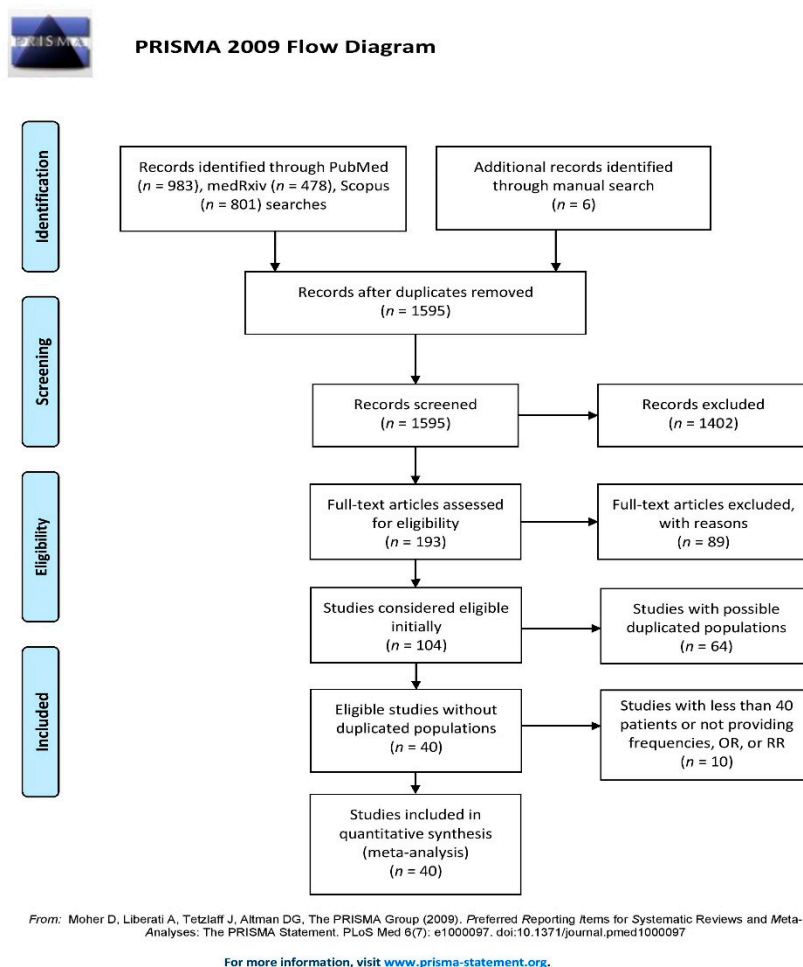 PRISMA
PRISMA 2009 Flow Diagram
Identification
Records identified through PubMed
(n = 983), medRxiv (n = 478), Scopus
(n = 801) searches
Additional records identified
through manual search
(n = 6)
Records after duplicates removed
(n = 1595)
Screening
Records screened
(n = 1595)
Records excluded
(n = 1402)
Eligibility
Full-text articles assessed
for eligibility
(n = 193)
Full-text articles excluded,
with reasons
(n = 89)
Studies considered eligible
initially
(n = 104)
Studies with possible
duplicated populations
(n = 64)
Included
Eligible studies without
duplicated populations
(n = 40)
Studies with less than 40
patients or not providing
frequencies, OR, or RR
(n = 10)
Studies included in
quantitative synthesis
(meta-analysis)
(n = 40)
From: Moher D, Liberati A, Tetzlaff J, Altman DG, The PRISMA Group (2009). Preferred Reporting Items for Systematic Reviews and Meta-
Analyses: The PRISMA Statement. PLoS Med 6(7): e1000097. doi:10.1371/journal.pmed1000097
For more information, visit www.prisma-statement.org.